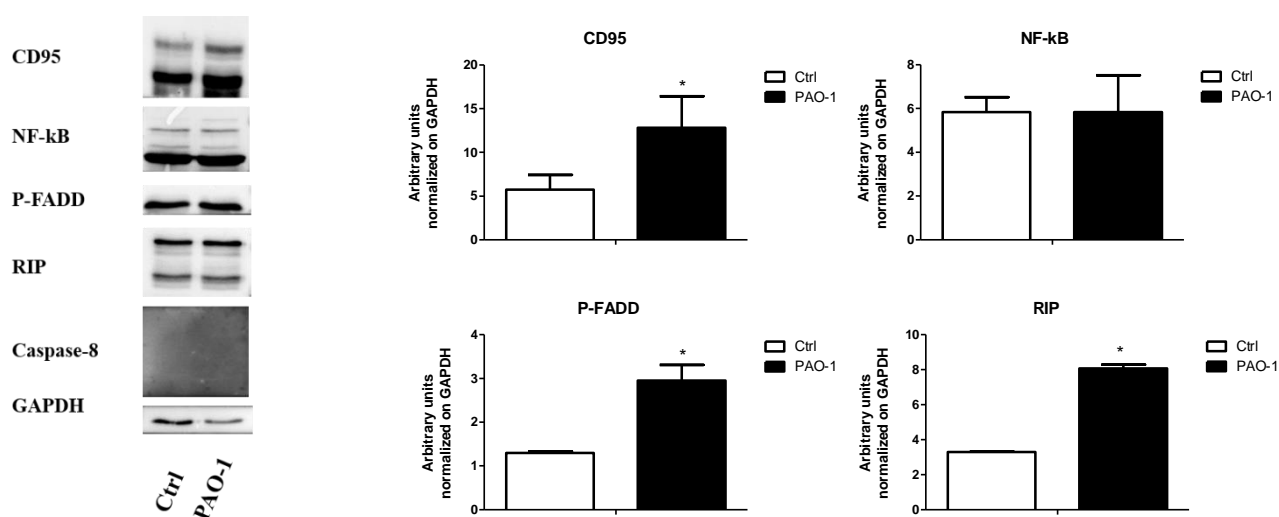 CD95
NF-kB
P-FADD
RIP
Caspase-8
GAPDH
Ctrl
PAO-1
CD95
Arbitrary units
normalized on GAPDH
20
15
10
5
0
*
Ctrl
PAO-1
NF-kB
Arbitrary units
normalized on GAPDH
8
6
4
2
0
Ctrl
PAO-1
P-FADD
Arbitrary units
normalized on GAPDH
4
3
2
1
0
*
Ctrl
PAO-1
RIP
Arbitrary units
normalized on GAPDH
10
8
6
4
2
0
*
Ctrl
PAO-1